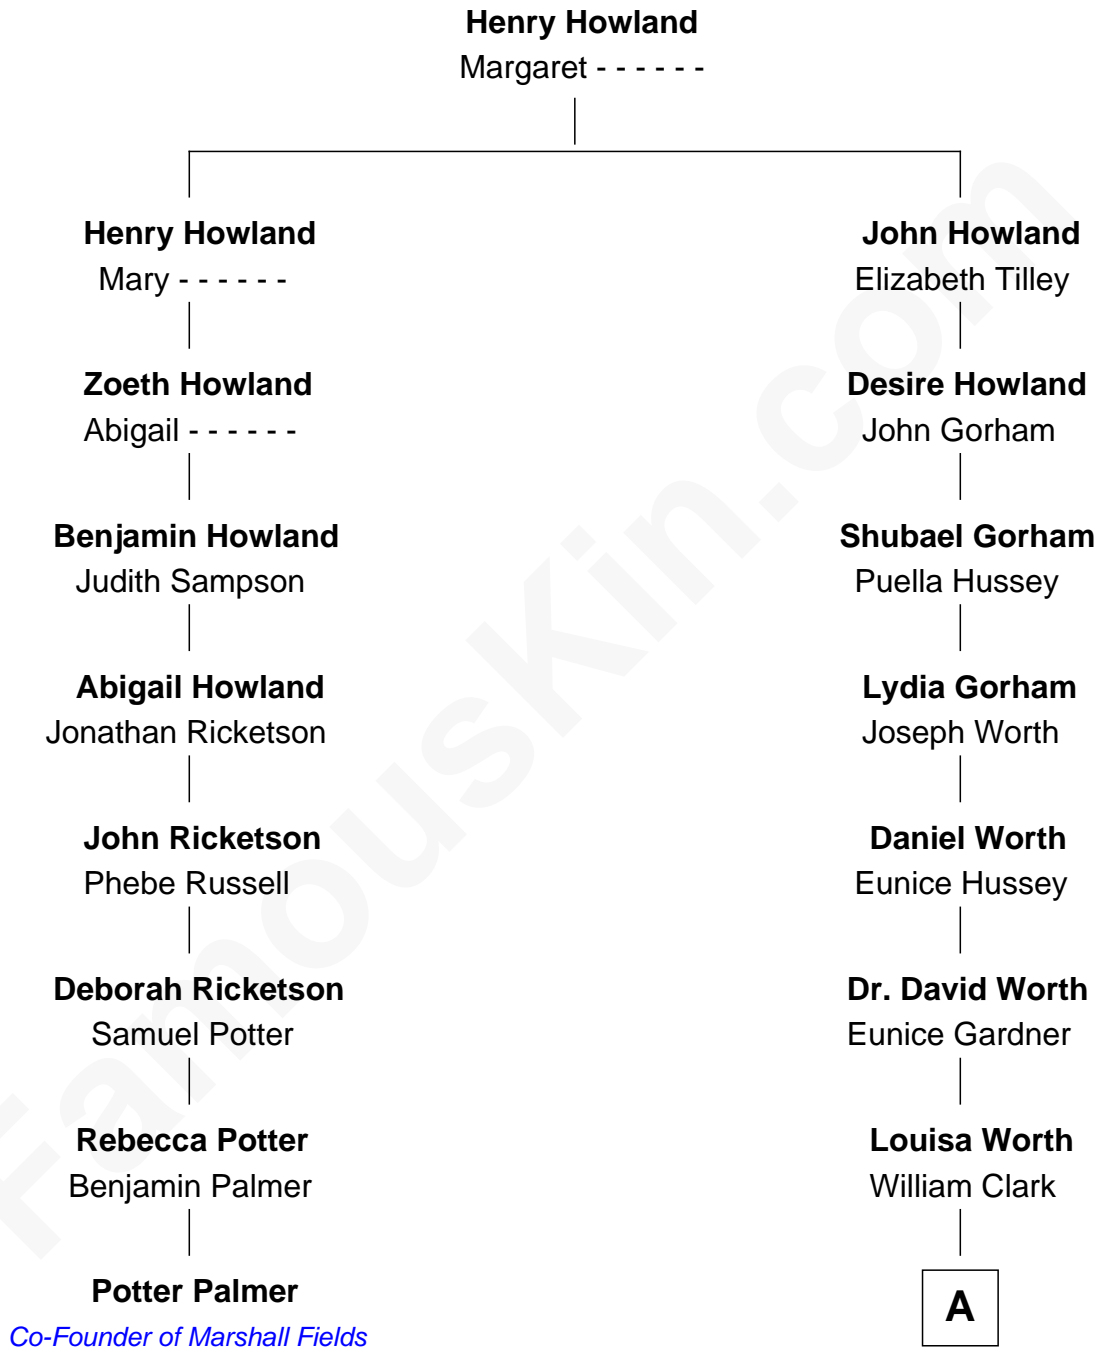 Henry Howland
Margaret - - - - - -
Henry Howland
Mary - - - - - -
John Howland
Elizabeth Tilley
Zoeth Howland
Abigail - - - - - -
Desire Howland
John Gorham
Benjamin Howland
Judith Sampson
Shubael Gorham
Puella Hussey
Abigail Howland
Jonathan Ricketson
Lydia Gorham
Joseph Worth
John Ricketson
Phebe Russell
Daniel Worth
Eunice Hussey
Deborah Ricketson
Samuel Potter
Dr. David Worth
Eunice Gardner
Rebecca Potter
Benjamin Palmer
Louisa Worth
William Clark
Potter Palmer
Co-Founder of Marshall Fields
A
FamousKin.com